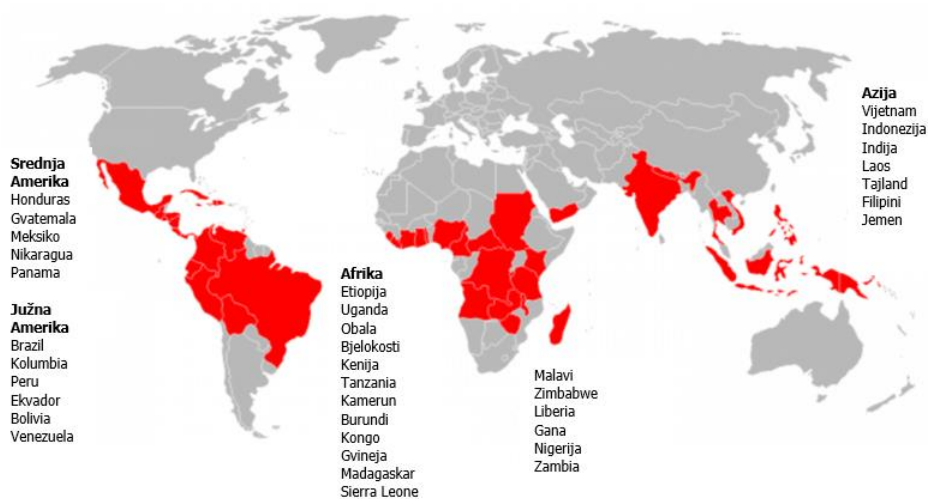 Srednja
Amerika
Honduras
Gvatemala
Meksiko
Nikaragua
Panama
Južna
Amerika
Brazil
Kolumbia
Peru
Ekvador
Bolivia
Venezuela
Afrika
Etiopija
Uganda
Obala
Bjelokosti
Kenija
Tanzania
Kamerun
Burundi
Kongo
Gvineja
Madagaskar
Sierra Leone
Malavi
Zimbabwe
Liberia
Gana
Nigerija
Zambia
Azija
Vijetnam
Indonezija
Indija
Laos
Tajland
Filipini
Jemen